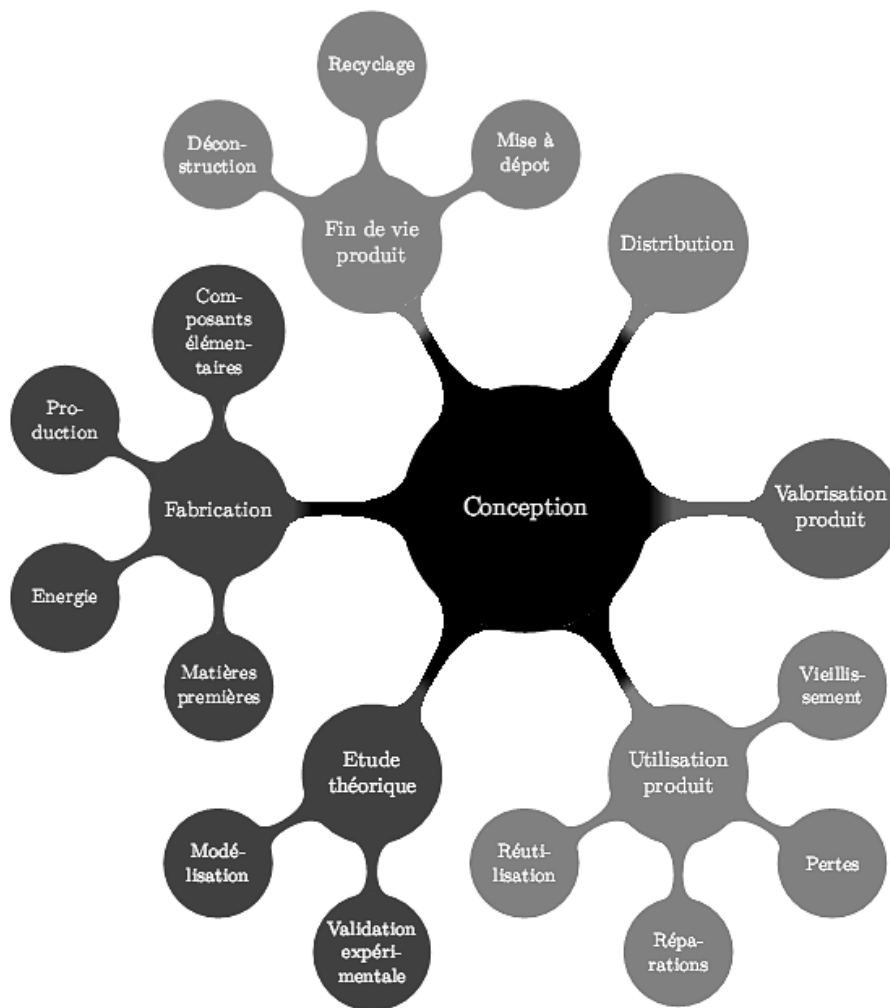 Recyclage
Décon-
struction
Mise à
dépot
Fin de vie
produit
Distribution
Com-
posants
élémen-
taires
Pro-
duction
Fabrication
Conception
Valorisation
produit
Energie
Matières
premières
Vieillis-
sement
Etude
théorique
Utilisation
produit
Modé-
lisation
Réuti-
lisation
Pertes
Validation
expéri-
mentale
Répa-
rations